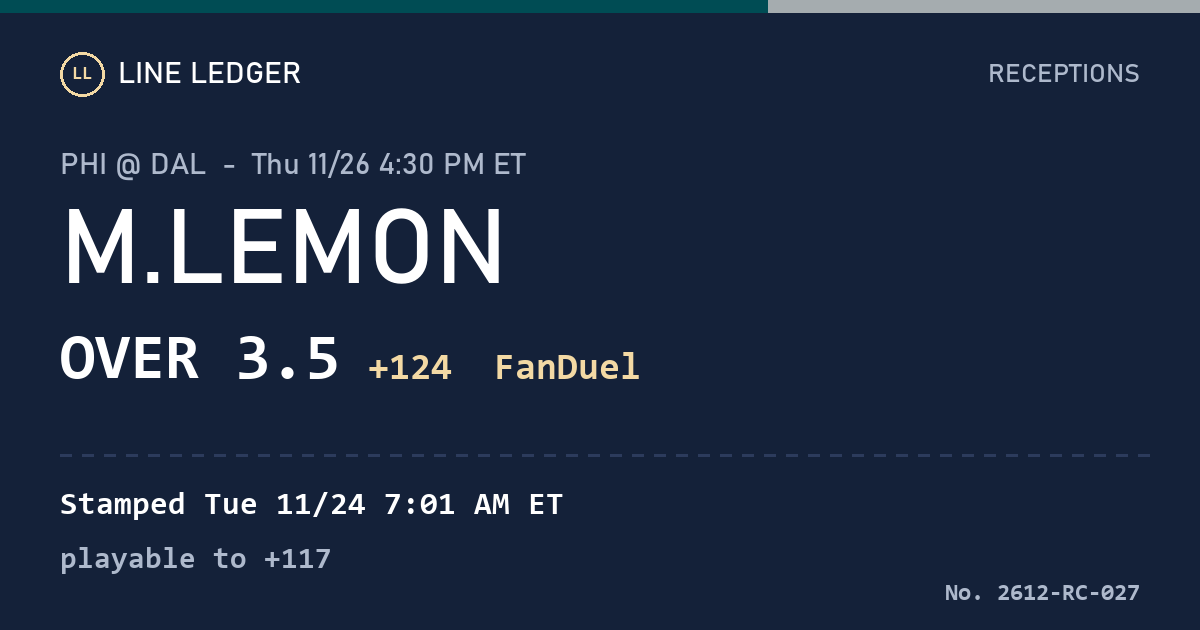 LL LINE LEDGER RECEPTIONS
PHI @ DAL - Thu 11/26 4:30 PM ET
M.LEMON
OVER 3.5 +124 FanDuel
Stamped Tue 11/24 7:01 AM ET
playable to +117
No. 2612-RC-027